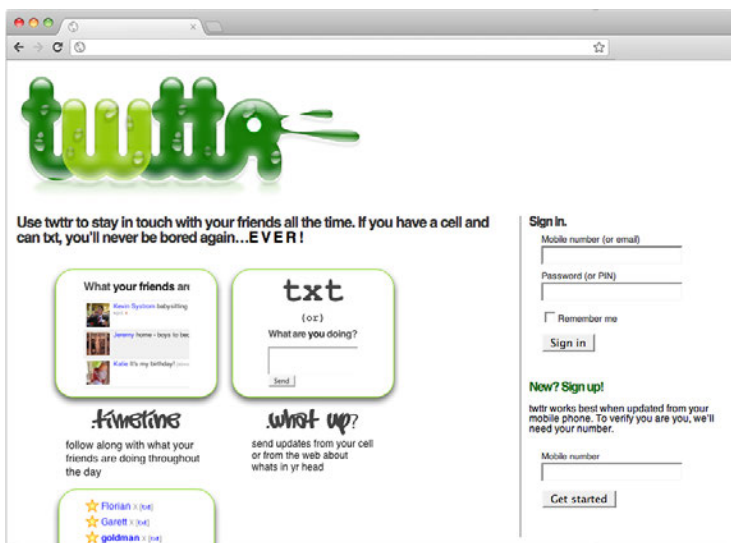 twttr
Use twttr to stay in touch with your friends all the time. If you have a cell and
can txt, you'll never be bored again...E V E R !
What your friends are
Kevin Systrom babysitting
Jeremy home - boys to bed
Katie It's my birthday!
.timeline
follow along with what your
friends are doing throughout
the day
txt
(or)
What are you doing?
Send
.what up?
send updates from your cell
or from the web about
whats in yr head
Florian X [txt]
Garett X [txt]
goldman X [txt]
Sign in.
Mobile number (or email)
Password (or PIN)
Remember me
Sign in
New? Sign up!
twttr works best when updated from your
mobile phone. To verify you are you, we'll
need your number.
Mobile number
Get started